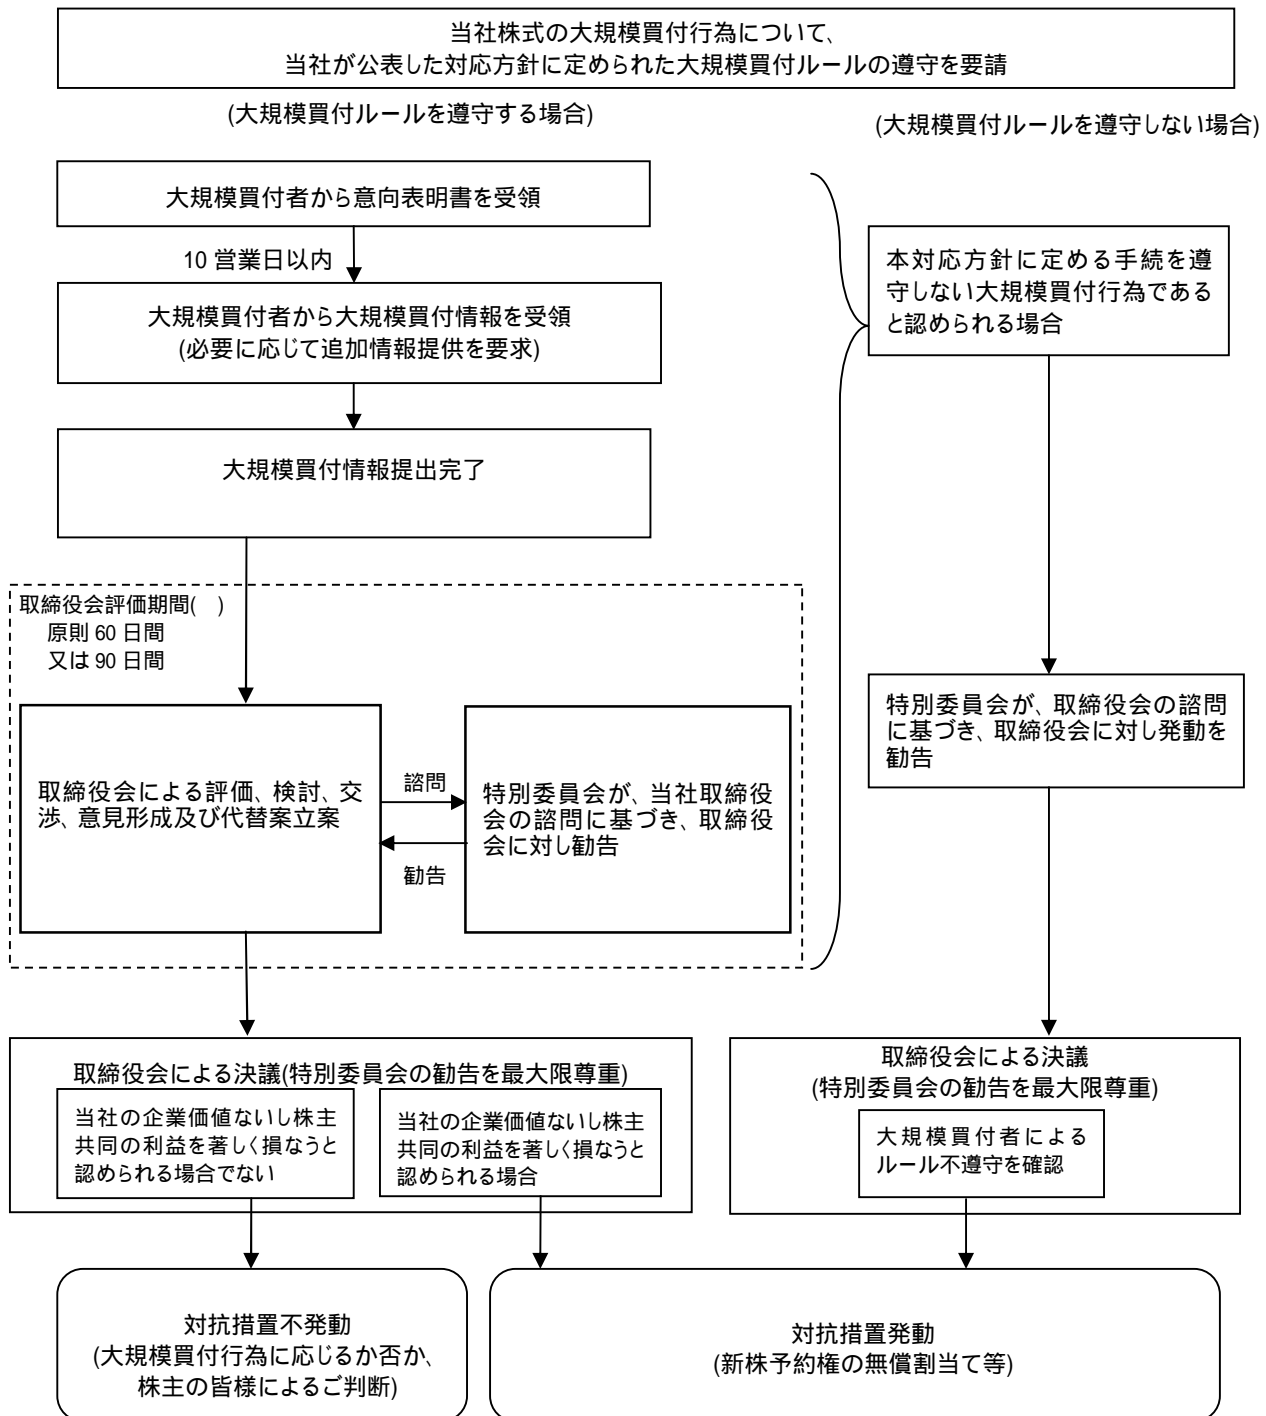 当社株式の大規模買付行為について、
当社が公表した対応方針に定められた大規模買付ルールの遵守を要請
(大規模買付ルールを遵守する場合)
(大規模買付ルールを遵守しない場合)
大規模買付者から意向表明書を受領
10 営業日以内
大規模買付者から大規模買付情報を受領
(必要に応じて追加情報提供を要求)
大規模買付情報提出完了
本対応方針に定める手続を遵
守しない大規模買付行為である
と認められる場合
取締役会評価期間(　)
原則 60 日間
又は 90 日間
取締役会による評価、検討、交
渉、意見形成及び代替案立案
諮問
勧告
特別委員会が、当社取締役
会の諮問に基づき、取締役
会に対し勧告
特別委員会が、取締役会の諮問
に基づき、取締役会に対し発動を
勧告
取締役会による決議(特別委員会の勧告を最大限尊重)
当社の企業価値ないし株主
共同の利益を著しく損なうと
認められる場合でない
当社の企業価値ないし株主
共同の利益を著しく損なうと
認められる場合
取締役会による決議
(特別委員会の勧告を最大限尊重)
大規模買付者による
ルール不遵守を確認
対抗措置不発動
(大規模買付行為に応じるか否か、
株主の皆様によるご判断)
対抗措置発動
(新株予約権の無償割当て等)